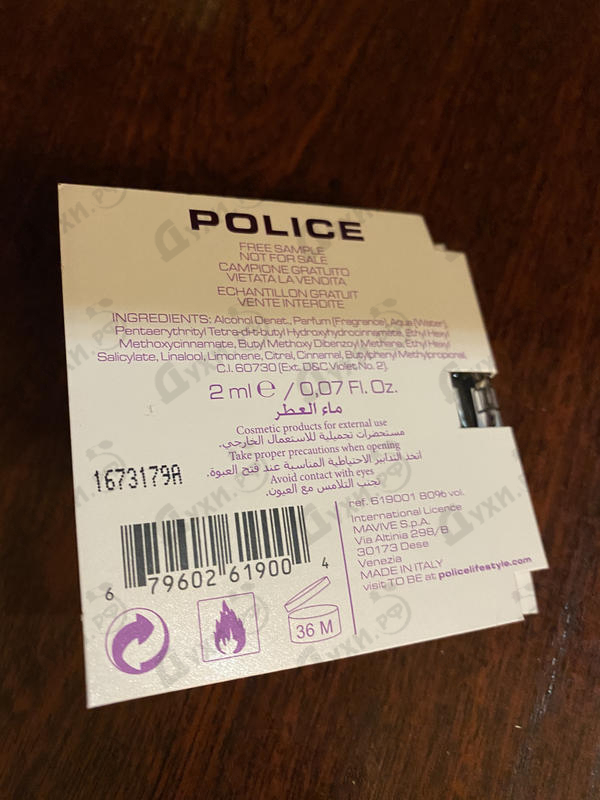 POLICE
FREE SAMPLE
NOT FOR SALE
CAMPIONE GRATUITO
VIETATA LA VENDITA
ECHANTILLON GRATUIT
VENTE INTERDITE
INGREDIENTS: Alcohol Denat., Parfum (Fragrance), Aqua (Water),
Pentaerythrityl Tetra-di-t-butyl Hydroxyhydrocinnamate, Ethyl Hexyl
Methoxycinnamate, Butyl Methoxy Dibenzoyl Methane, Ethyl Hexyl
Salicylate, Linalool, Limonene, Citral, Cinnamal, Butylphenyl Methylpropional,
C.I. 60730 (Ext. D&C Violet No. 2).
2 ml ℮ / 0,07 Fl. Oz.
ماء العطر
Cosmetic products for external use
مستحضرات تجميلية للاستعمال الخارجي.
Take proper precautions when opening
اتخذ التدابير الاحتياطية المناسبة عند فتح العبوة.
Avoid contact with eyes
تجنب التلامس مع العيون.
1673179A
6 79602 61900 4
36 M
ref. 619001 80% vol.
International Licence
MAVIVE S.p.A.
Via Altinia 298/B
30173 Dese
Venezia
MADE IN ITALY
visit TO BE at policelifestyle.com
Духи.рф